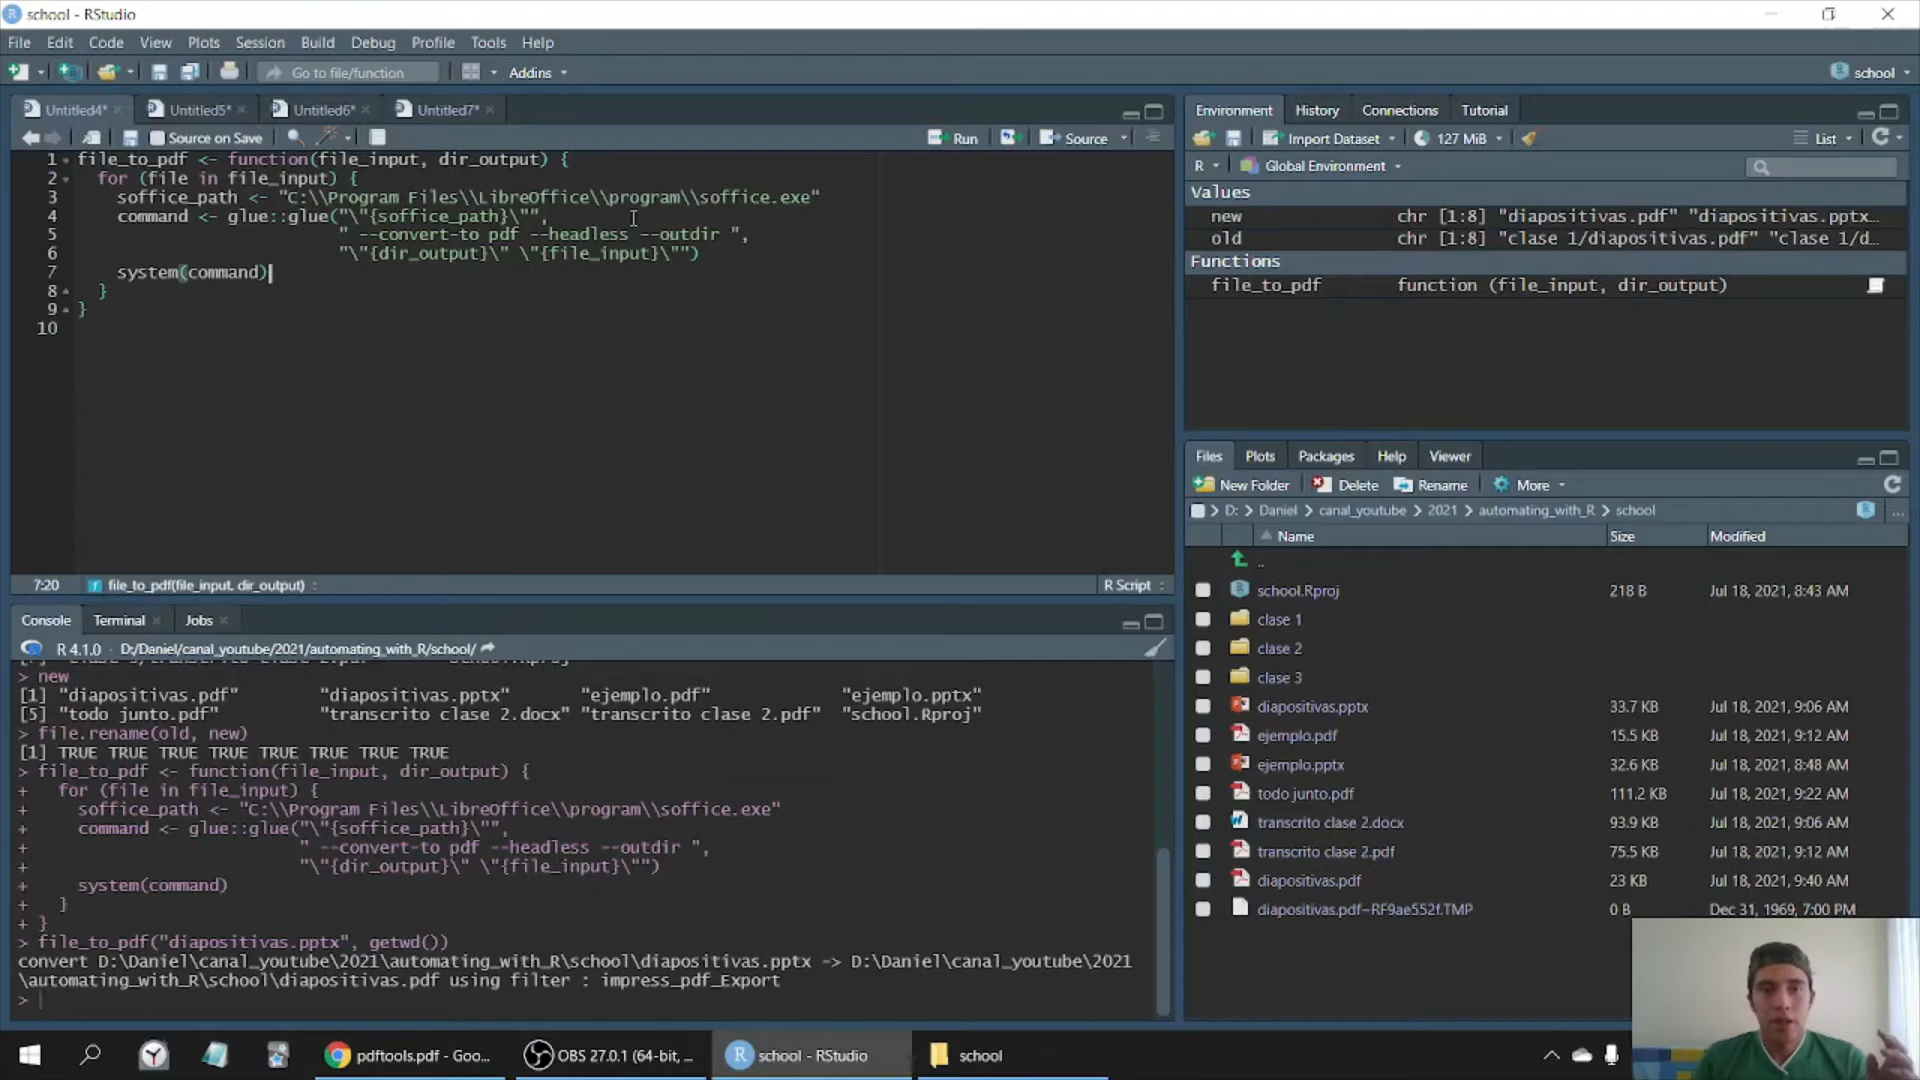 school - RStudio
File Edit Code View Plots Session Build Debug Profile Tools Help
Go to file/function Addins school
Untitled4* Untitled5* Untitled6* Untitled7*
Source on Save Run Source
1 file_to_pdf <- function(file_input, dir_output) {
2 for (file in file_input) {
3 soffice_path <- "C:\\Program Files\\LibreOffice\\program\\soffice.exe"
4 command <- glue::glue("\"{soffice_path}\"",
5 " --convert-to pdf --headless --outdir ",
6 "\"{dir_output}\" \"{file_input}\"")
7 system(command)
8 }
9 }
10
7:20 file_to_pdf(file_input, dir_output) R Script
Console Terminal Jobs
R 4.1.0 · D:/Daniel/canal_youtube/2021/automating_with_R/school/
> new
[1] "diapositivas.pdf" "diapositivas.pptx" "ejemplo.pdf" "ejemplo.pptx"
[5] "todo junto.pdf" "transcrito clase 2.docx" "transcrito clase 2.pdf" "school.Rproj"
> file.rename(old, new)
[1] TRUE TRUE TRUE TRUE TRUE TRUE TRUE TRUE
> file_to_pdf <- function(file_input, dir_output) {
+ for (file in file_input) {
+ soffice_path <- "C:\\Program Files\\LibreOffice\\program\\soffice.exe"
+ command <- glue::glue("\"{soffice_path}\"",
+ " --convert-to pdf --headless --outdir ",
+ "\"{dir_output}\" \"{file_input}\"")
+ system(command)
+ }
+ }
> file_to_pdf("diapositivas.pptx", getwd())
convert D:\Daniel\canal_youtube\2021\automating_with_R\school\diapositivas.pptx -> D:\Daniel\canal_youtube\2021
\automating_with_R\school\diapositivas.pdf using filter : impress_pdf_Export
>
Environment History Connections Tutorial
Import Dataset 127 MiB List
R Global Environment
Values
new chr [1:8] "diapositivas.pdf" "diapositivas.pptx…
old chr [1:8] "clase 1/diapositivas.pdf" "clase 1/d…
Functions
file_to_pdf function (file_input, dir_output)
Files Plots Packages Help Viewer
New Folder Delete Rename More
D: > Daniel > canal_youtube > 2021 > automating_with_R > school ...
Name Size Modified
..
school.Rproj 218 B Jul 18, 2021, 8:43 AM
clase 1
clase 2
clase 3
diapositivas.pptx 33.7 KB Jul 18, 2021, 9:06 AM
ejemplo.pdf 15.5 KB Jul 18, 2021, 9:12 AM
ejemplo.pptx 32.6 KB Jul 18, 2021, 8:48 AM
todo junto.pdf 111.2 KB Jul 18, 2021, 9:22 AM
transcrito clase 2.docx 93.9 KB Jul 18, 2021, 9:06 AM
transcrito clase 2.pdf 75.5 KB Jul 18, 2021, 9:12 AM
diapositivas.pdf 23 KB Jul 18, 2021, 9:40 AM
diapositivas.pdf~RF9ae552f.TMP 0 B Dec 31, 1969, 7:00 PM
pdftools.pdf - Goo... OBS 27.0.1 (64-bit, ... school - RStudio school